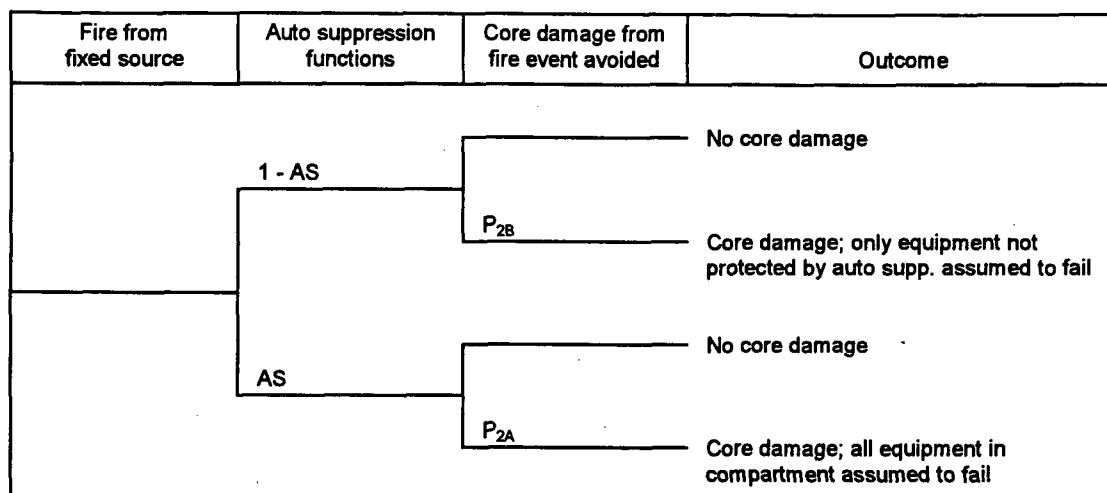 Fire from
fixed source
Auto suppression
functions
Core damage from
fire event avoided
Outcome
No core damage
1 - AS
P2B
Core damage; only equipment not
protected by auto supp. assumed to fail
No core damage
AS
P2A
Core damage; all equipment in
compartment assumed to fail